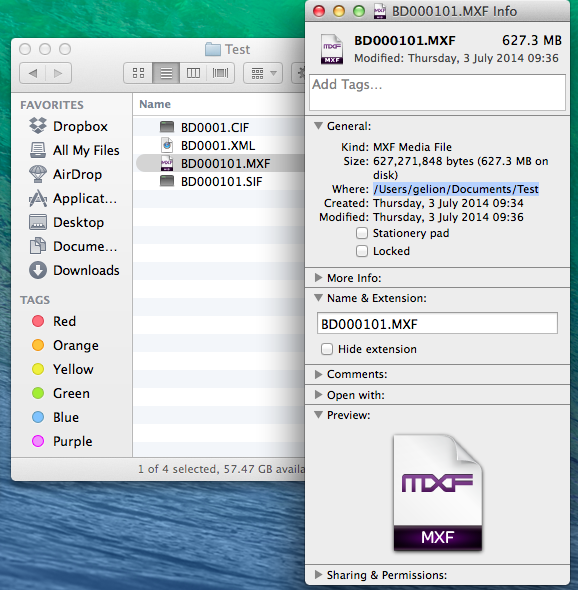 Test
Name
FAVORITES
Dropbox
All My Files
AirDrop
Applicat...
Desktop
Docume...
Downloads
TAGS
Red
Orange
Yellow
Green
Blue
Purple
BD0001.CIF
BD0001.XML
BD000101.MXF
BD000101.SIF
1 of 4 selected, 57.47 GB availa
BD000101.MXF Info
MXF
BD000101.MXF 627.3 MB
Modified: Thursday, 3 July 2014 09:36
Add Tags...
General:
Kind: MXF Media File
Size: 627,271,848 bytes (627.3 MB on
disk)
Where: /Users/gelion/Documents/Test
Created: Thursday, 3 July 2014 09:34
Modified: Thursday, 3 July 2014 09:36
Stationery pad
Locked
More Info:
Name & Extension:
BD000101.MXF
Hide extension
Comments:
Open with:
Preview:
MXF
MXF
Sharing & Permissions: